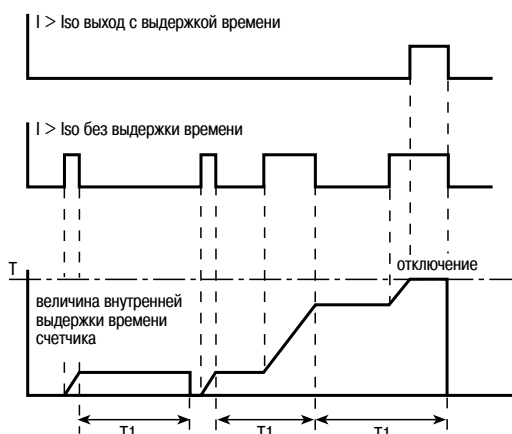 I > Iso выход с выдержкой времени
I > Iso без выдержки времени
T
отключение
величина внутренней
выдержки времени
счетчика
T1
T1
T1